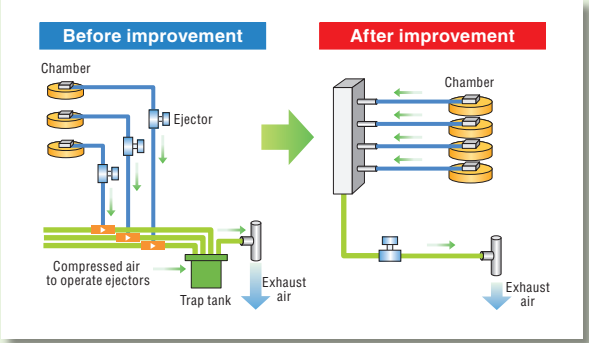 Before improvement
After improvement
Chamber
Ejector
Compressed air
to operate ejectors
Trap tank
Exhaust
air
Chamber
Exhaust
air